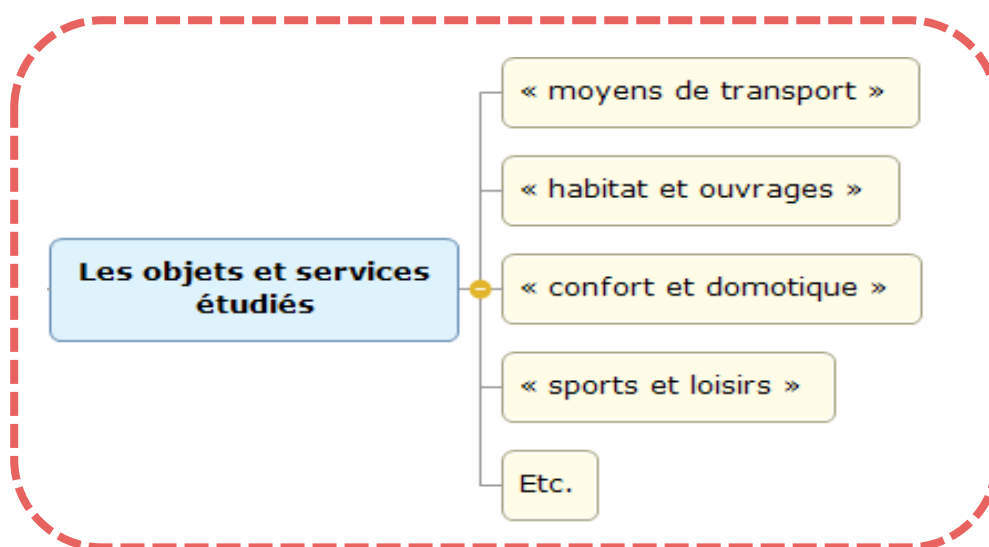 Les objets et services
étudiés
« moyens de transport »
« habitat et ouvrages »
« confort et domotique »
« sports et loisirs »
Etc.